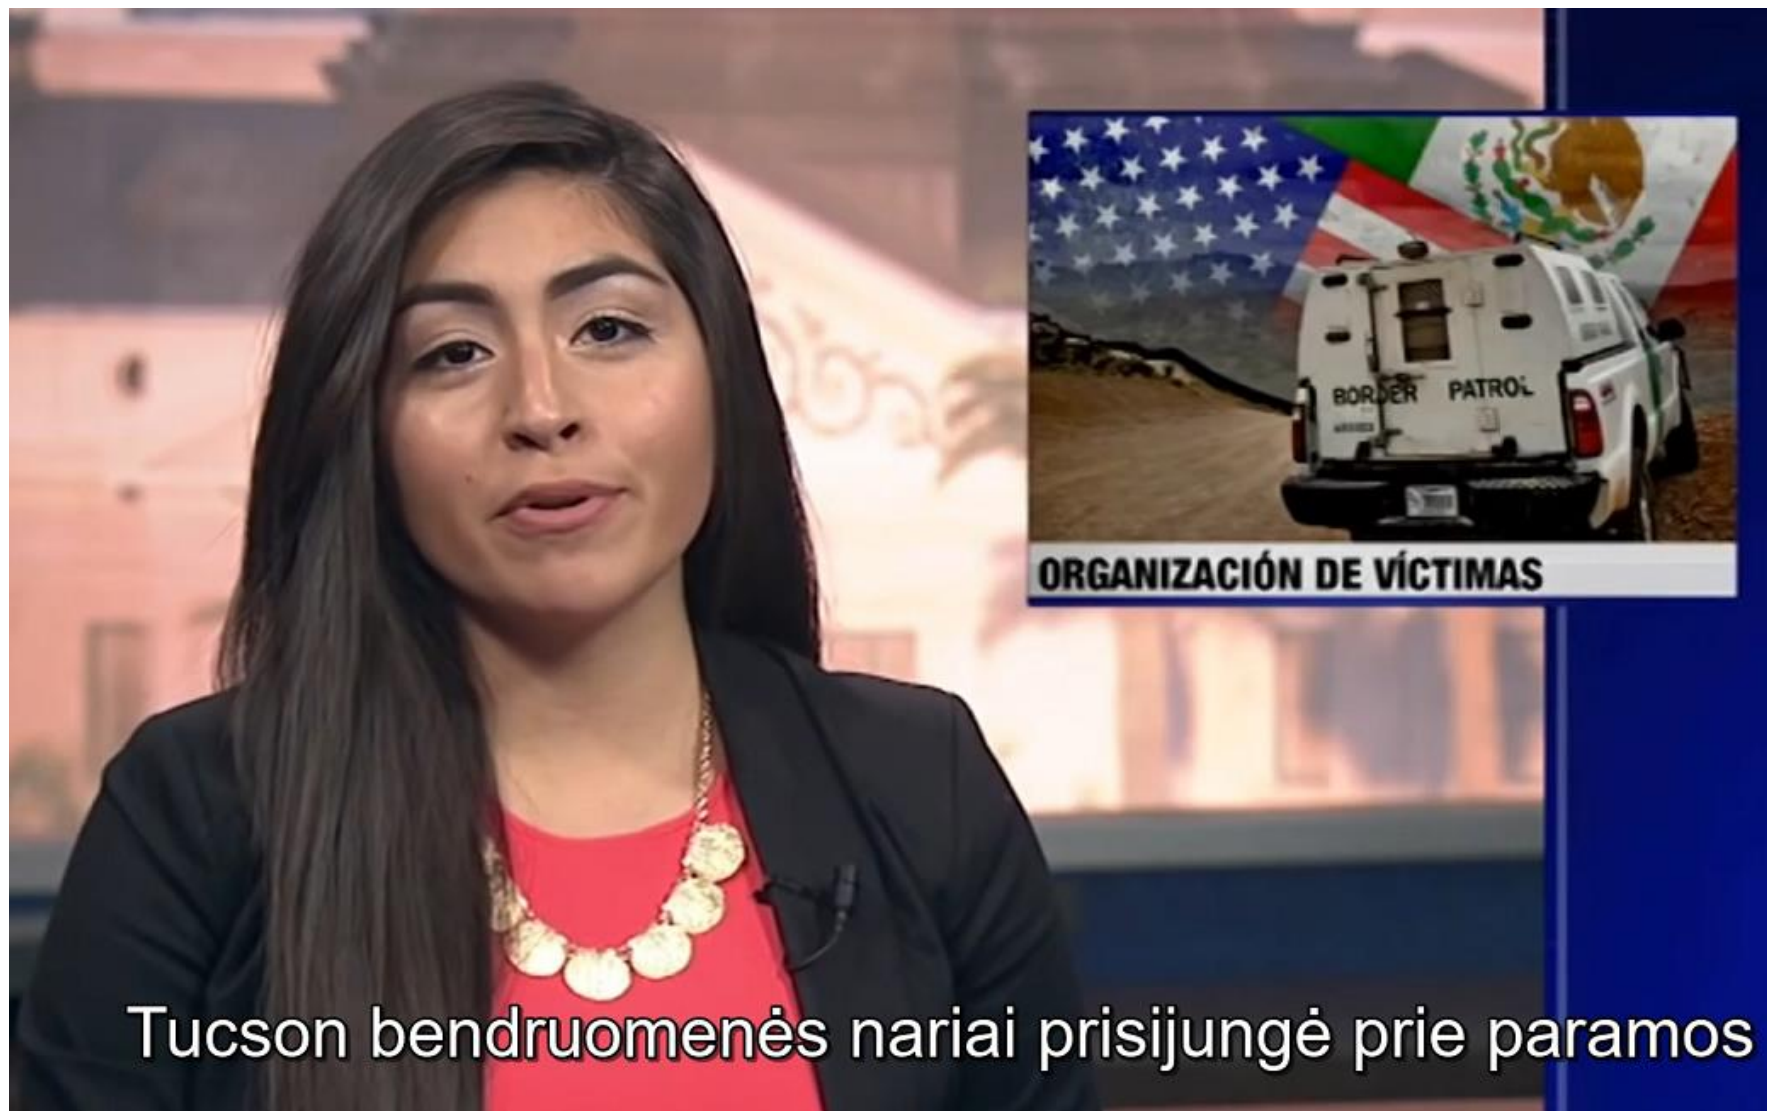 BORDER PATROL
ORGANIZACIÓN DE VÍCTIMAS
Tucson bendruomenės nariai prisijungė prie paramos